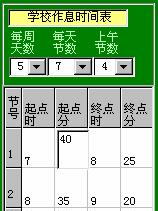 学校作息时间表
每周 每天 上午
天数 节数 节数
5 7 4
节号 起点时 起点分 终点时 终点分
1 7 40 8 25
2 8 35 9 20